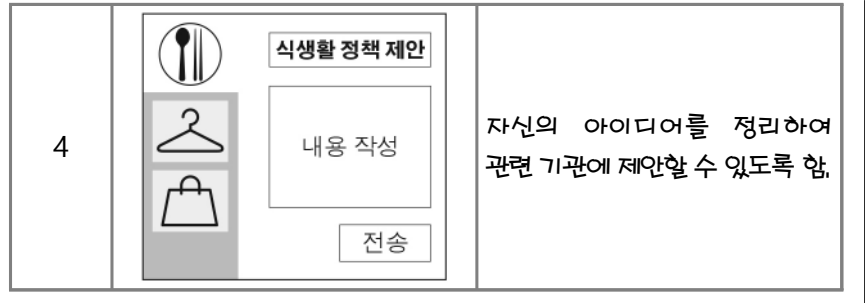 4
식생활 정책 제안
내용 작성
전송
자신의 아이디어를 정리하여
관련 기관에 제안할 수 있도록 함.